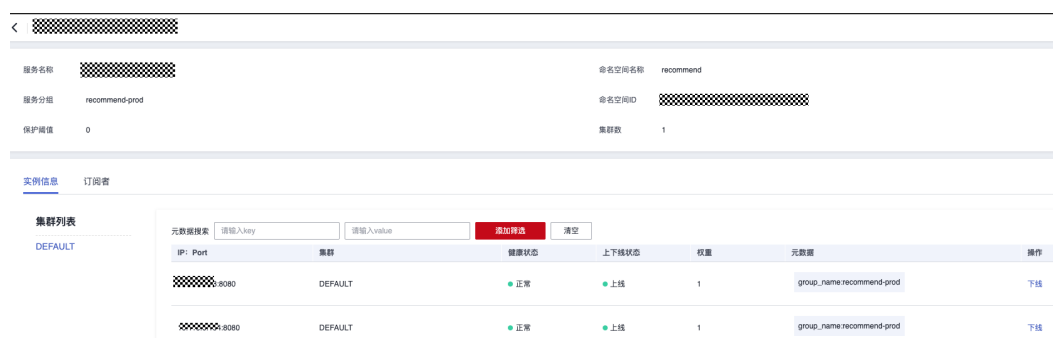 服务名称
命名空间名称 recommend
服务分组 recommend-prod
命名空间ID
保护阈值 0
集群数 1
实例信息 订阅者
集群列表
DEFAULT
元数据搜索 请输入key 请输入value 添加筛选 清空
IP: Port 集群 健康状态 上下线状态 权重 元数据 操作
:8080 DEFAULT 正常 上线 1 group_name:recommend-prod 下线
:8080 DEFAULT 正常 上线 1 group_name:recommend-prod 下线